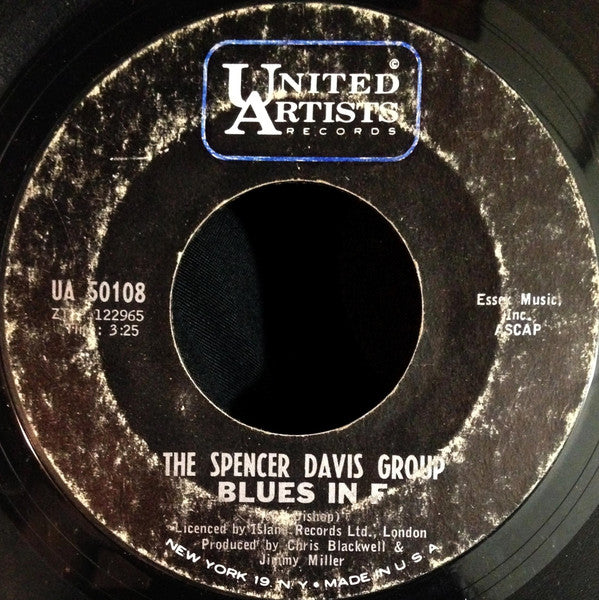 ©
UNITED
ARTISTS
RECORDS
UA 50108
122965
3:25
Essex Music,
Inc.
ASCAP
THE SPENCER DAVIS GROUP
BLUES IN F
Licenced by Island Records Ltd., London
Produced by Chris Blackwell &
Jimmy Miller
NEW YORK 19, N.Y. • MADE IN U.S.A.